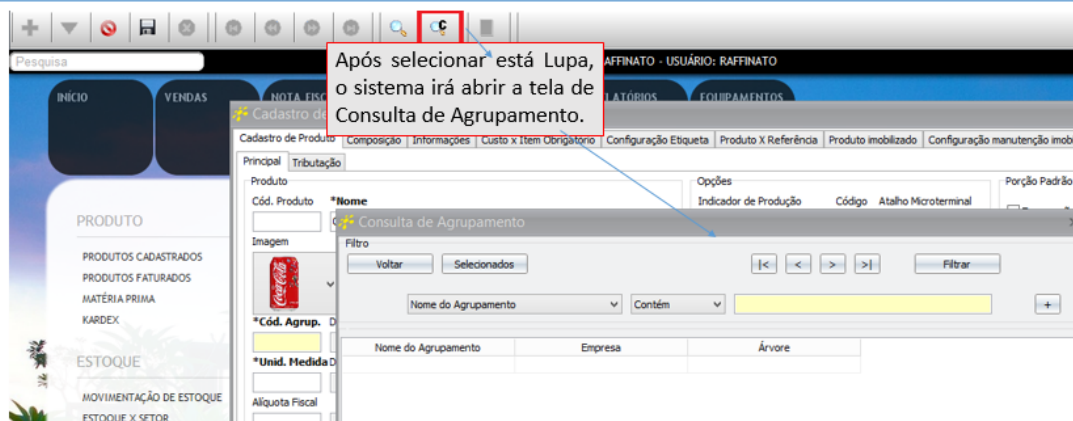 Pesquisa
AFFINATO - USUÁRIO: RAFFINATO
Após selecionar está Lupa,
o sistema irá abrir a tela de
Consulta de Agrupamento.
INÍCIO VENDAS NOTA FISC LATÓRIOS EQUIPAMENTOS
Cadastro de
Cadastro de Produto Composição Informações Custo x Item Obrigatório Configuração Etiqueta Produto X Referência Produto imobilizado Configuração manutenção imob
Principal Tributação
Produto Opções Porção Padrão
Cód. Produto *Nome Indicador de Produção Código Atalho Microterminal
PRODUTO
PRODUTOS CADASTRADOS
PRODUTOS FATURADOS
MATÉRIA PRIMA
KARDEX
ESTOQUE
MOVIMENTAÇÃO DE ESTOQUE
ESTOQUE X SETOR
Imagem
Coca-Cola
*Cód. Agrup. D
*Unid. Medida D
Alíquota Fiscal
Consulta de Agrupamento
Filtro
Voltar Selecionados |< < > >| Filtrar
Nome do Agrupamento Contém +
Nome do Agrupamento Empresa Árvore